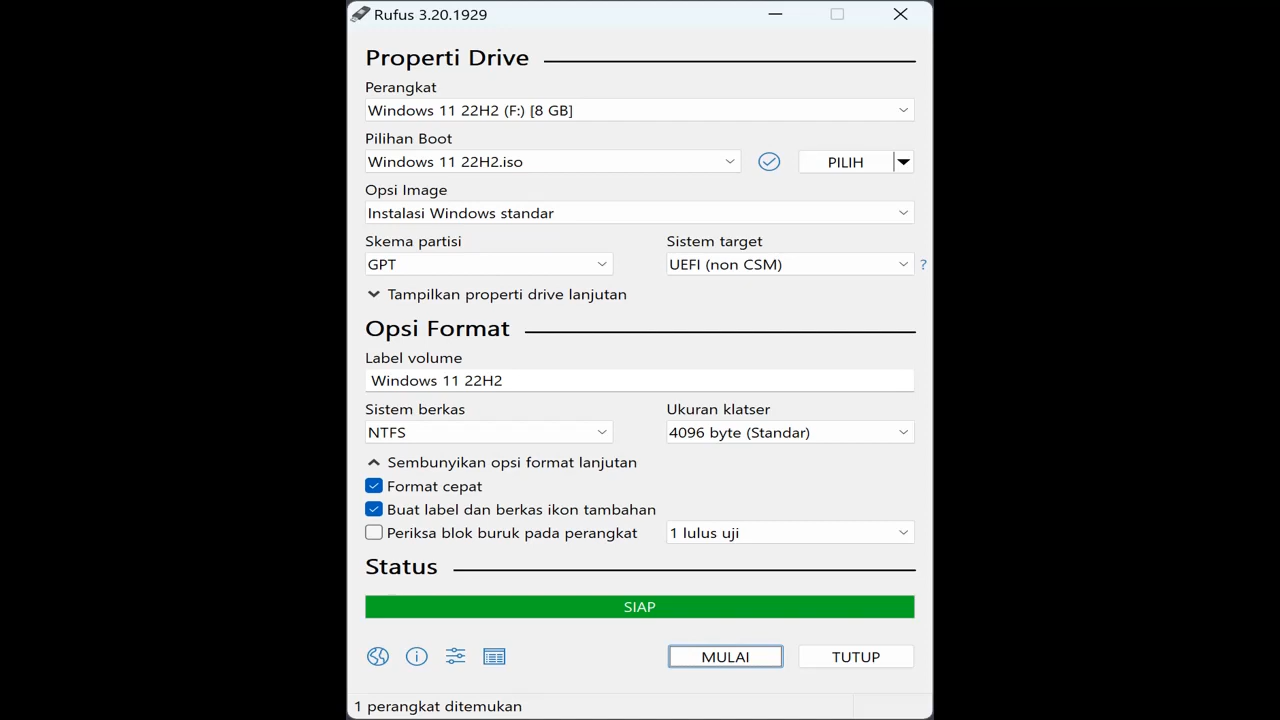 Rufus 3.20.1929
Properti Drive
Perangkat
Windows 11 22H2 (F:) [8 GB]
Pilihan Boot
Windows 11 22H2.iso
PILIH
Opsi Image
Instalasi Windows standar
Skema partisi
Sistem target
GPT
UEFI (non CSM)
?
Tampilkan properti drive lanjutan
Opsi Format
Label volume
Windows 11 22H2
Sistem berkas
Ukuran klatser
NTFS
4096 byte (Standar)
Sembunyikan opsi format lanjutan
Format cepat
Buat label dan berkas ikon tambahan
Periksa blok buruk pada perangkat
1 lulus uji
Status
SIAP
MULAI
TUTUP
1 perangkat ditemukan